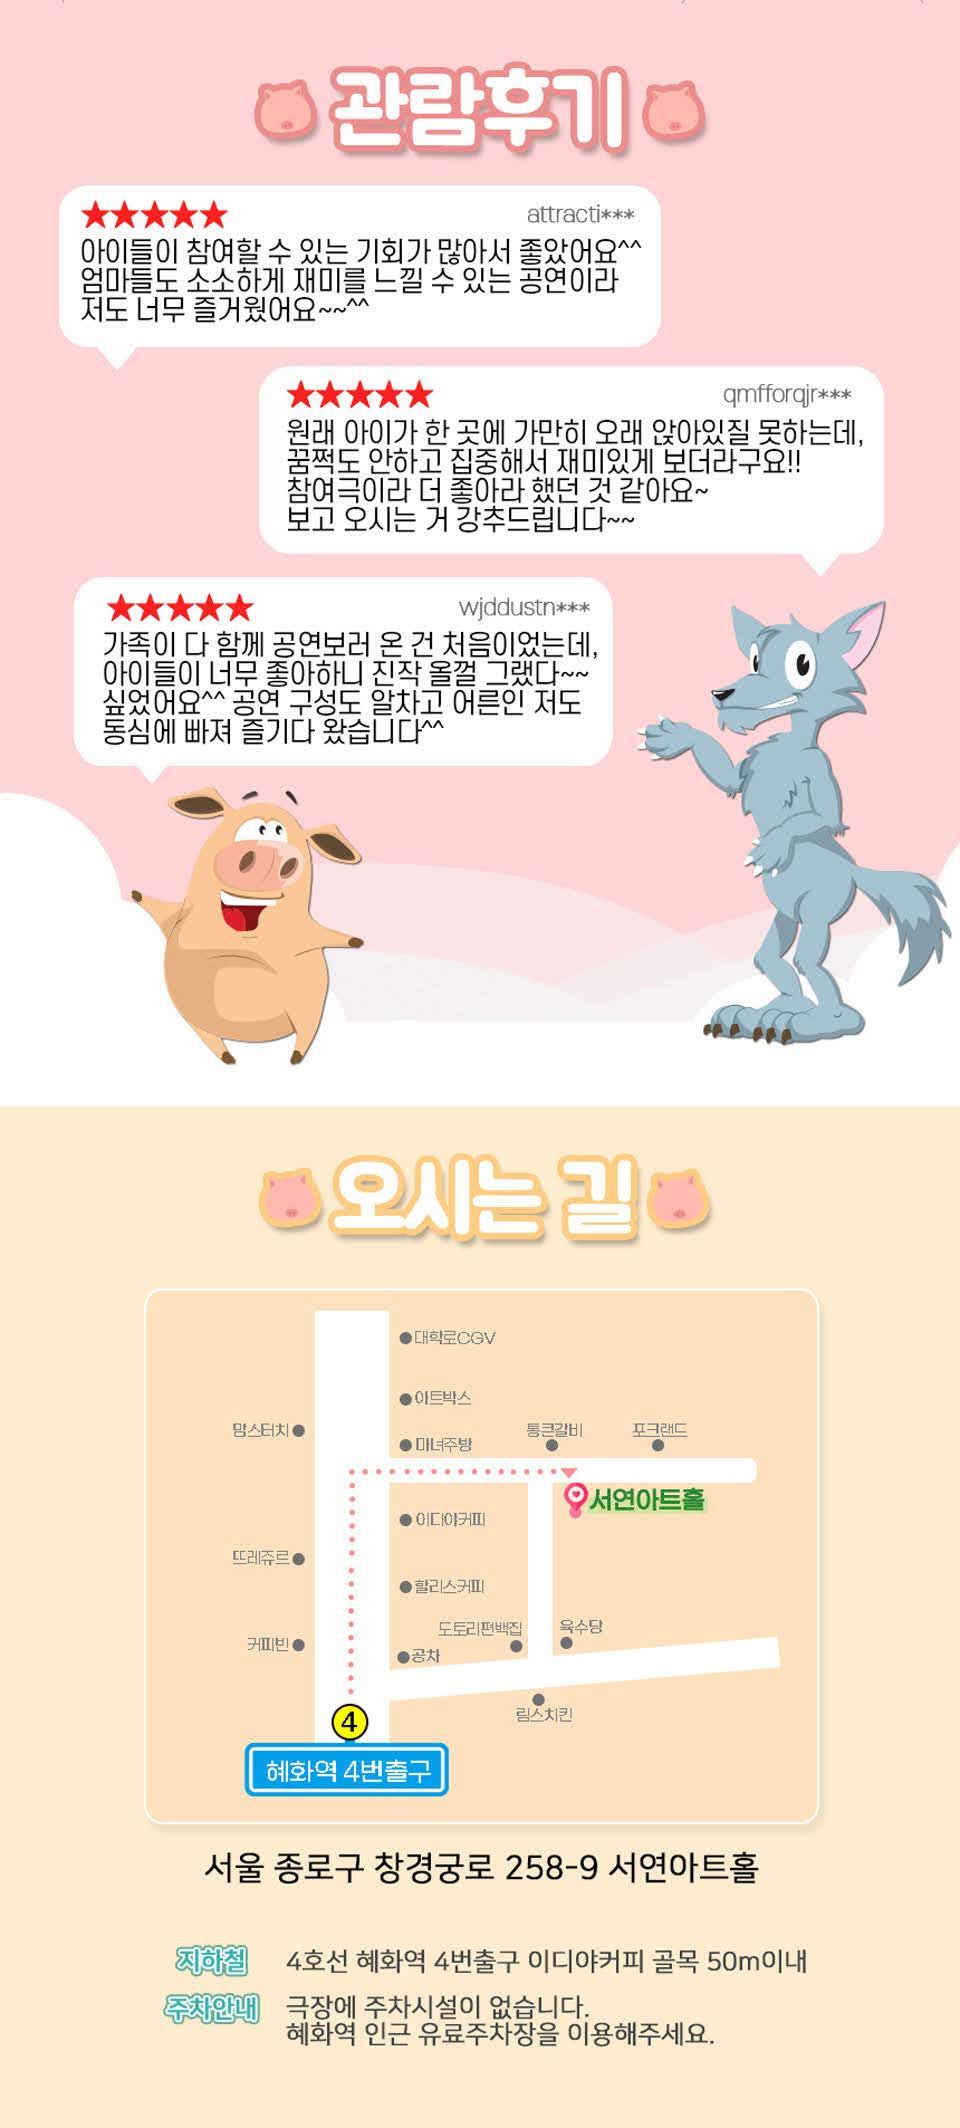 관람후기
★★★★★ attracti***
아이들이 참여할 수 있는 기회가 많아서 좋았어요^^
엄마들도 소소하게 재미를 느낄 수 있는 공연이라
저도 너무 즐거웠어요~~^^
★★★★★ qmfforqjr***
원래 아이가 한 곳에 가만히 오래 앉아있질 못하는데,
꿈쩍도 안하고 집중해서 재미있게 보더라구요!!
참여극이라 더 좋아라 했던 것 같아요~
보고 오시는 거 강추드립니다~~
★★★★★ wjddustn***
가족이 다 함께 공연보러 온 건 처음이었는데,
아이들이 너무 좋아하니 진작 올껄 그랬다~~
싶었어요^^ 공연 구성도 알차고 어른인 저도
동심에 빠져 즐기다 왔습니다^^
오시는 길
대학로CGV
아트박스
맘스터치
마녀주방
통큰갈비
포크랜드
서연아트홀
이디야커피
뚜레쥬르
할리스커피
도토리편백집
육수당
커피빈
공차
림스치킨
4
혜화역 4번출구
서울 종로구 창경궁로 258-9 서연아트홀
지하철 4호선 혜화역 4번출구 이디야커피 골목 50m이내
주차안내 극장에 주차시설이 없습니다.
혜화역 인근 유료주차장을 이용해주세요.